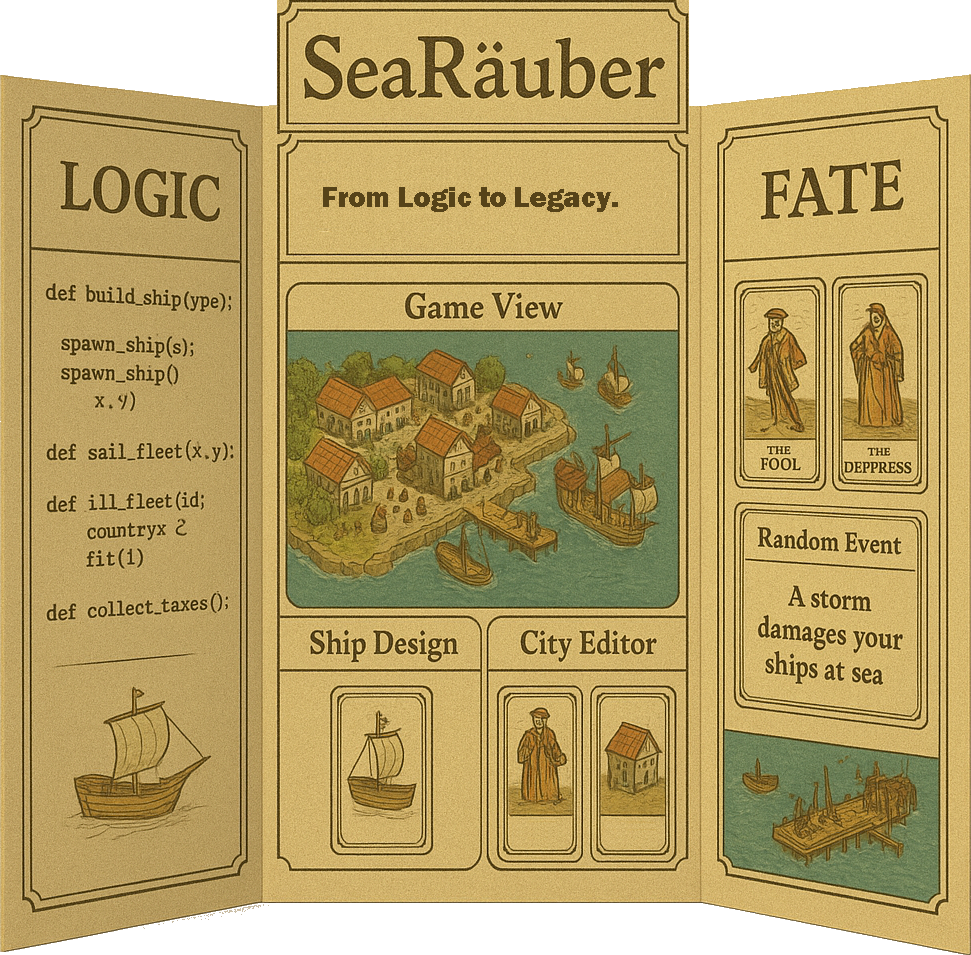 SeaRäuber
From Logic to Legacy.
LOGIC
def build_ship(ype);
spawn_ship(s);
spawn_ship()
x.y)
def sail_fleet(x.y):
def ill_fleet(id;
countryx 2
fit(1)
def collect_taxes();
Game View
Ship Design
City Editor
FATE
THE
FOOL
THE
DEPPRESS
Random Event
A storm
damages your
ships at sea